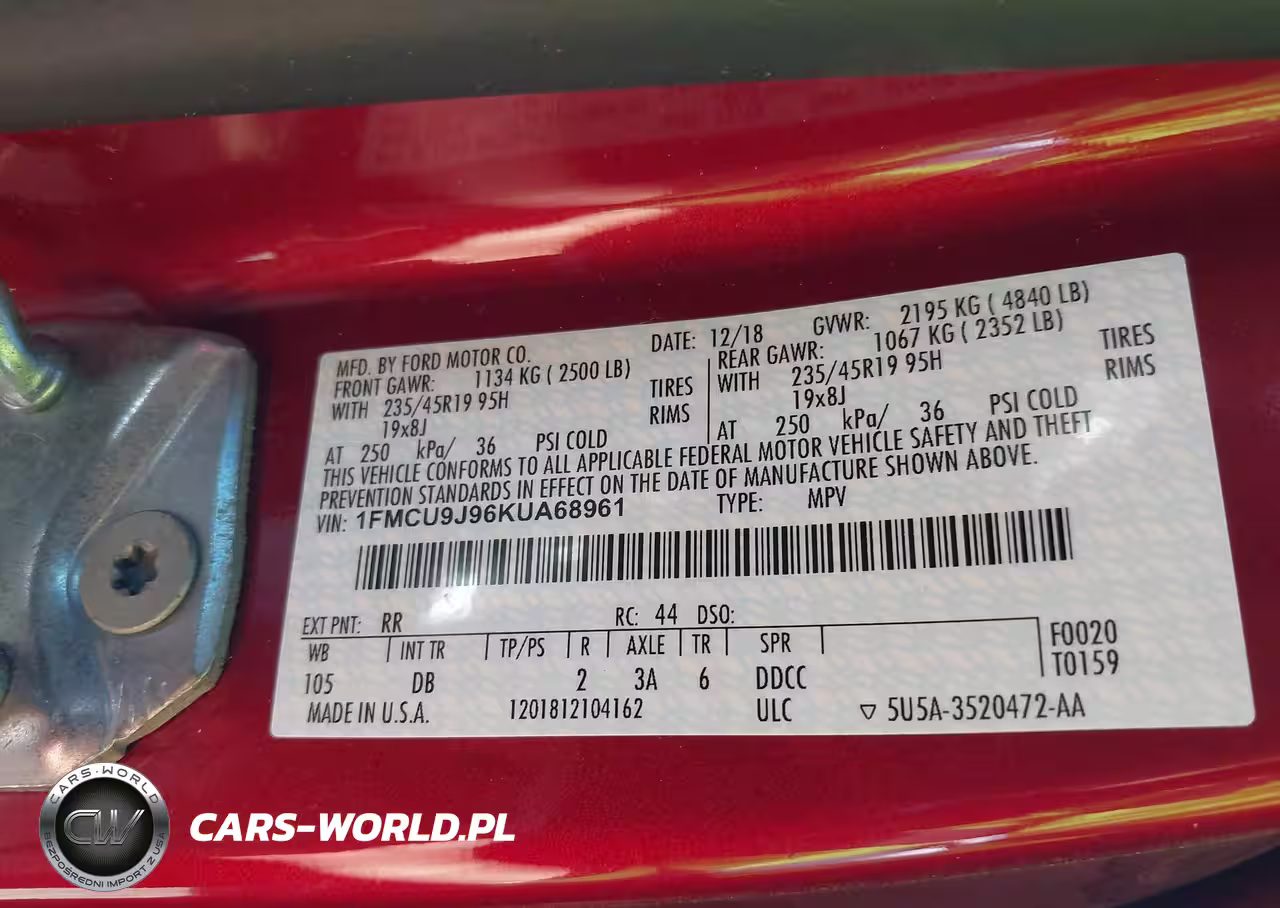 MFD. BY FORD MOTOR CO. DATE: 12/18 GVWR: 2195 KG ( 4840 LB)
FRONT GAWR: 1134 KG ( 2500 LB) REAR GAWR: 1067 KG ( 2352 LB)
WITH 235/45R19 95H TIRES WITH 235/45R19 95H TIRES
19x8J RIMS 19x8J RIMS
AT 250 kPa/ 36 PSI COLD AT 250 kPa/ 36 PSI COLD
THIS VEHICLE CONFORMS TO ALL APPLICABLE FEDERAL MOTOR VEHICLE SAFETY AND THEFT
PREVENTION STANDARDS IN EFFECT ON THE DATE OF MANUFACTURE SHOWN ABOVE.
VIN: 1FMCU9J96KUA68961 TYPE: MPV
EXT PNT: RR RC: 44 DSO:
WB INT TR TP/PS R AXLE TR SPR F0020
105 DB 2 3A 6 DDCC T0159
MADE IN U.S.A. 1201812104162 ULC ▽ 5U5A-3520472-AA
CARS-WORLD
CW
BEZPOŚREDNI IMPORT Z USA
CARS-WORLD.PL